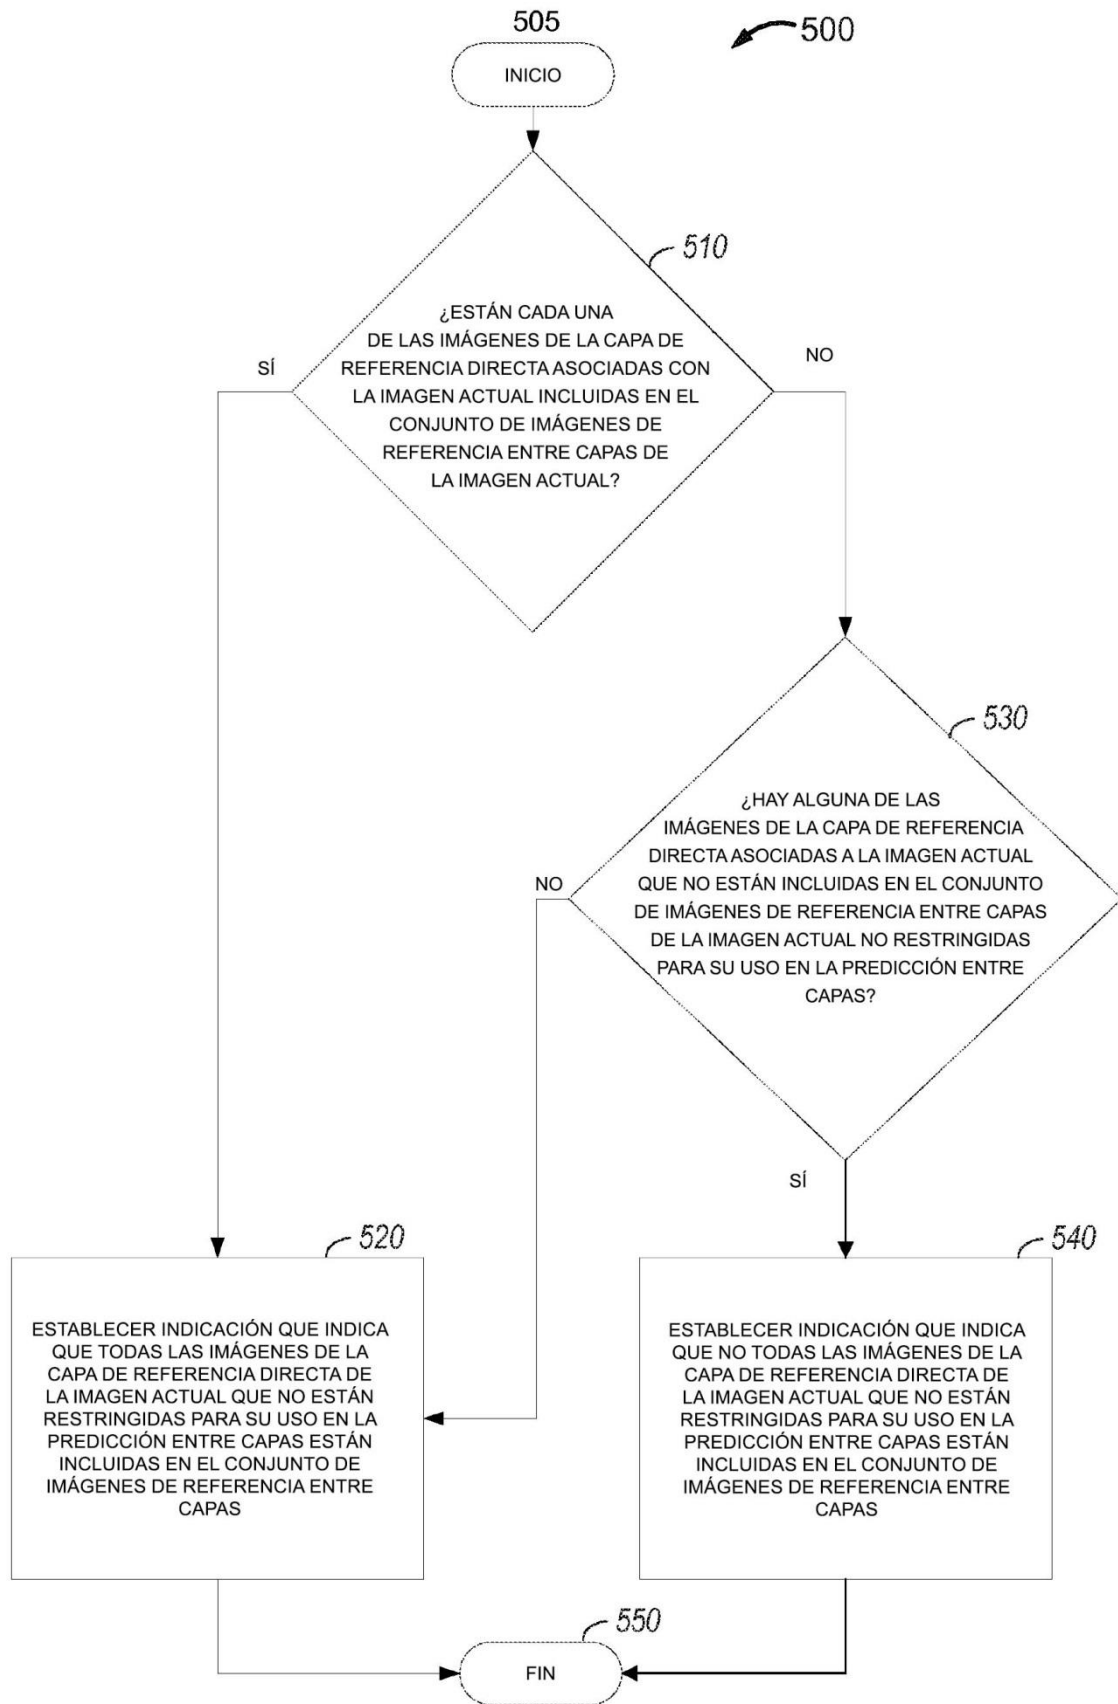 505
500
INICIO
510
¿ESTÁN CADA UNA
DE LAS IMÁGENES DE LA CAPA DE
REFERENCIA DIRECTA ASOCIADAS CON
LA IMAGEN ACTUAL INCLUIDAS EN EL
CONJUNTO DE IMÁGENES DE
REFERENCIA ENTRE CAPAS DE
LA IMAGEN ACTUAL?
SÍ
NO
530
¿HAY ALGUNA DE LAS
IMÁGENES DE LA CAPA DE REFERENCIA
DIRECTA ASOCIADAS A LA IMAGEN ACTUAL
QUE NO ESTÁN INCLUIDAS EN EL CONJUNTO
DE IMÁGENES DE REFERENCIA ENTRE CAPAS
DE LA IMAGEN ACTUAL NO RESTRINGIDAS
PARA SU USO EN LA PREDICCIÓN ENTRE
CAPAS?
NO
SÍ
520
ESTABLECER INDICACIÓN QUE INDICA
QUE TODAS LAS IMÁGENES DE LA
CAPA DE REFERENCIA DIRECTA DE
LA IMAGEN ACTUAL QUE NO ESTÁN
RESTRINGIDAS PARA SU USO EN LA
PREDICCIÓN ENTRE CAPAS ESTÁN
INCLUIDAS EN EL CONJUNTO DE
IMÁGENES DE REFERENCIA ENTRE
CAPAS
540
ESTABLECER INDICACIÓN QUE INDICA
QUE NO TODAS LAS IMÁGENES DE LA
CAPA DE REFERENCIA DIRECTA DE
LA IMAGEN ACTUAL QUE NO ESTÁN
RESTRINGIDAS PARA SU USO EN LA
PREDICCIÓN ENTRE CAPAS ESTÁN
INCLUIDAS EN EL CONJUNTO DE
IMÁGENES DE REFERENCIA ENTRE
CAPAS
550
FIN